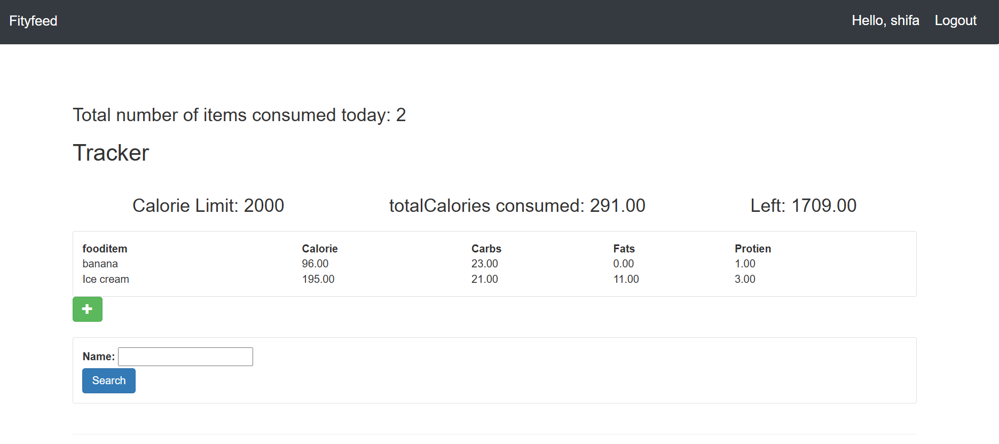 Fityfeed Hello, shifa Logout
Total number of items consumed today: 2
Tracker
Calorie Limit: 2000 totalCalories consumed: 291.00 Left: 1709.00
fooditem Calorie Carbs Fats Protien
banana 96.00 23.00 0.00 1.00
Ice cream 195.00 21.00 11.00 3.00
Name:
Search